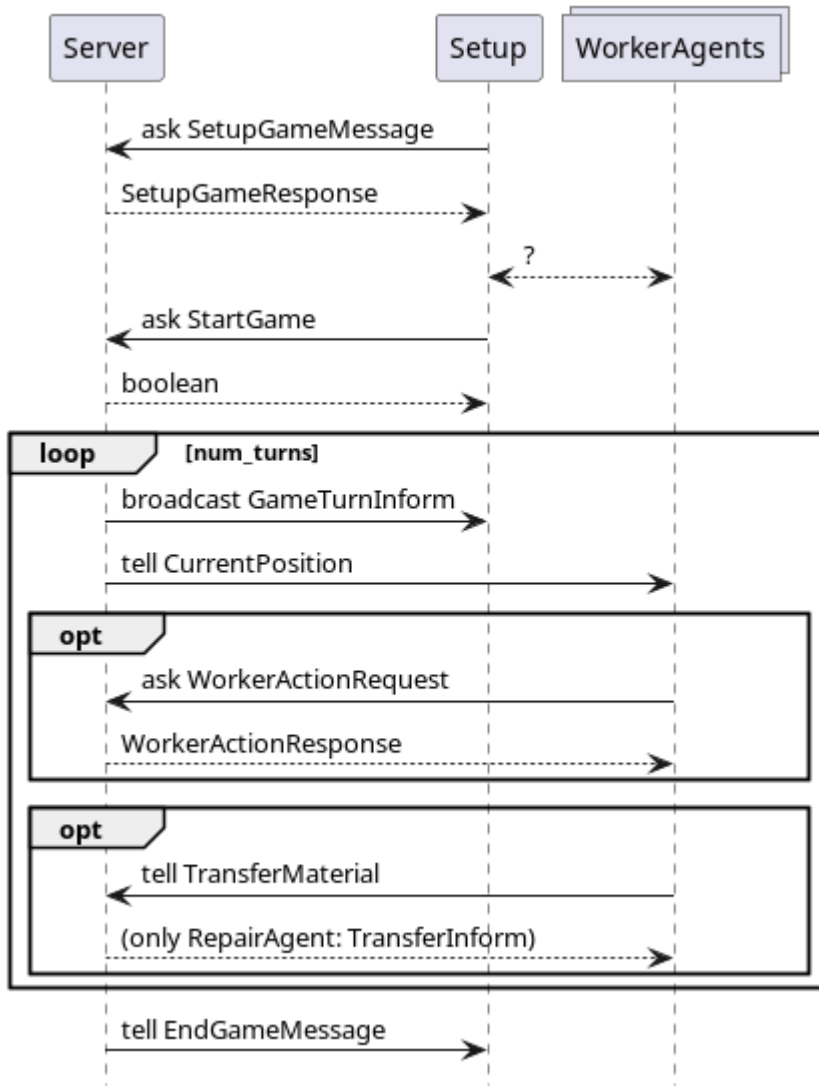 Server Setup WorkerAgents
ask SetupGameMessage
SetupGameResponse
?
ask StartGame
boolean
loop [num_turns]
broadcast GameTurnInform
tell CurrentPosition
opt
ask WorkerActionRequest
WorkerActionResponse
opt
tell TransferMaterial
(only RepairAgent: TransferInform)
tell EndGameMessage